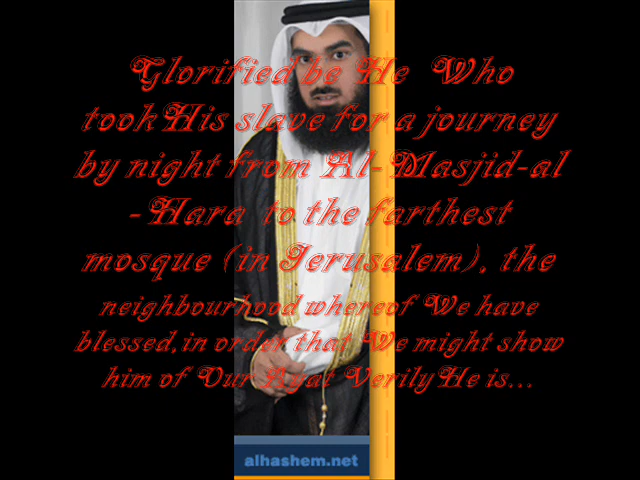 Glorified be He Who
took His slave for a journey
by night from Al-Masjid-al
-Hara to the farthest
mosque (in Jerusalem), the
neighbourhood whereof We have
blessed,in order that We might show
him of Our Ayat Verily He is...
alhashem.net